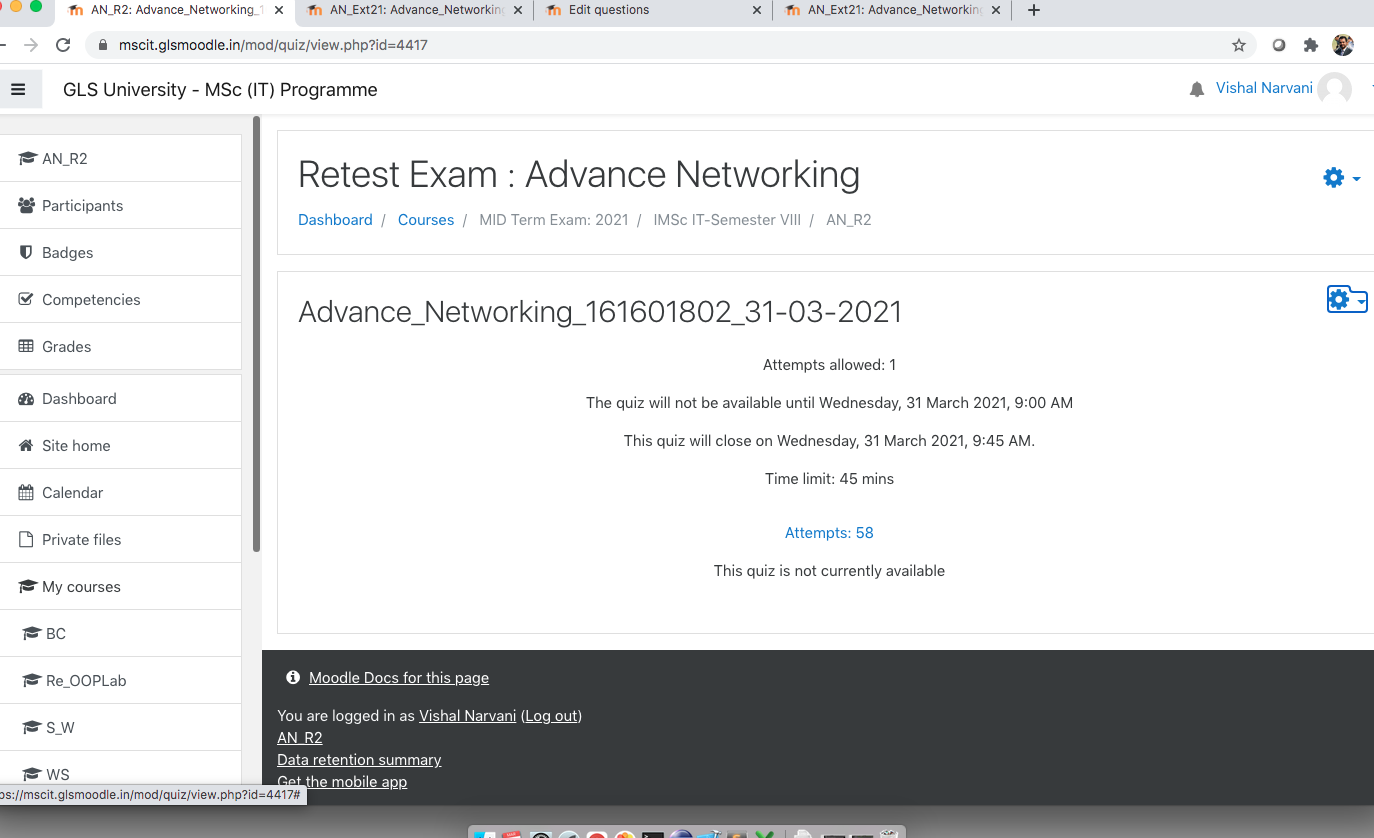 AN_R2: Advance_Networking_1
AN_Ext21: Advance_Networking
Edit questions
AN_Ext21: Advance_Networking
mscit.glsmoodle.in/mod/quiz/view.php?id=4417
GLS University - MSc (IT) Programme
Vishal Narvani
AN_R2
Participants
Badges
Competencies
Grades
Dashboard
Site home
Calendar
Private files
My courses
BC
Re_OOPLab
S_W
WS
Retest Exam : Advance Networking
Dashboard / Courses / MID Term Exam: 2021 / IMSc IT-Semester VIII / AN_R2
Advance_Networking_161601802_31-03-2021
Attempts allowed: 1
The quiz will not be available until Wednesday, 31 March 2021, 9:00 AM
This quiz will close on Wednesday, 31 March 2021, 9:45 AM.
Time limit: 45 mins
Attempts: 58
This quiz is not currently available
Moodle Docs for this page
You are logged in as Vishal Narvani (Log out)
AN_R2
Data retention summary
Get the mobile app
ps://mscit.glsmoodle.in/mod/quiz/view.php?id=4417#